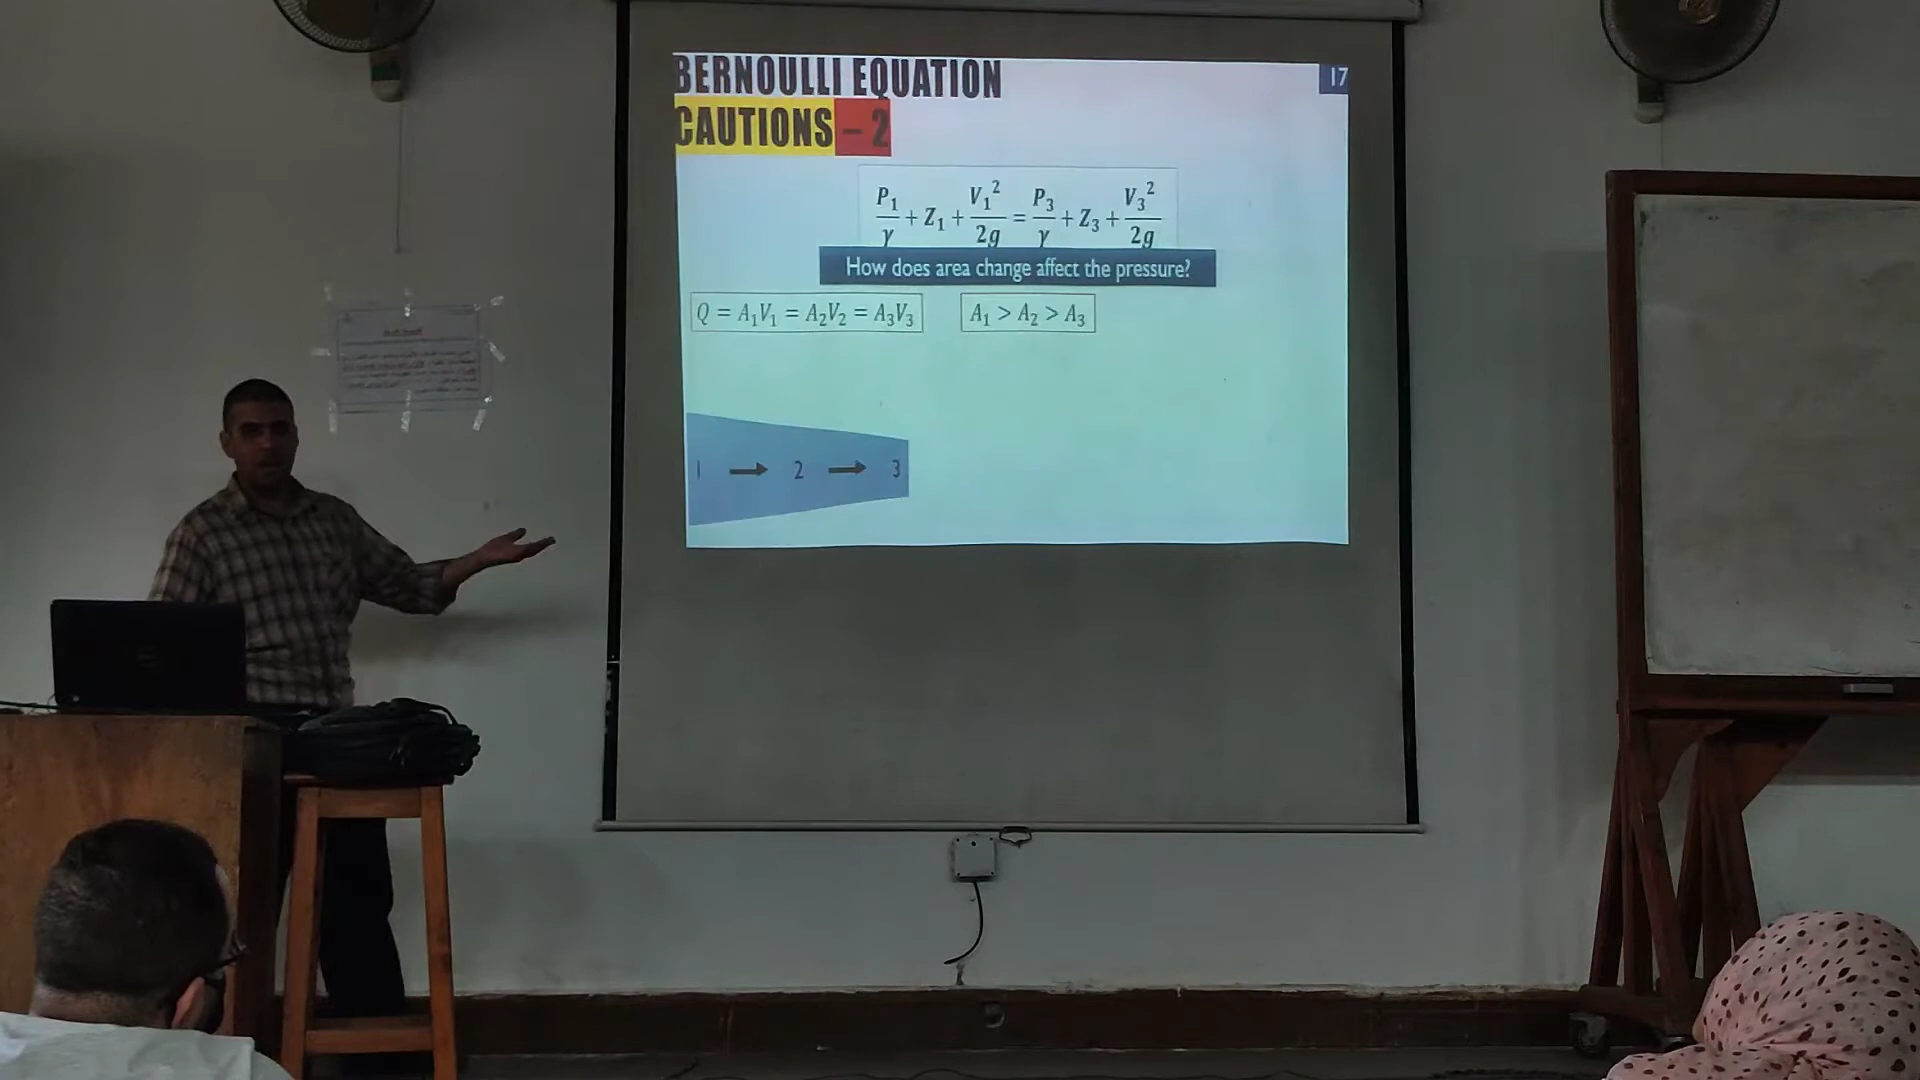 BERNOULLI EQUATION
17
CAUTIONS – 2
P₁/γ + Z₁ + V₁²/2g = P₃/γ + Z₃ + V₃²/2g
How does area change affect the pressure?
Q = A₁V₁ = A₂V₂ = A₃V₃
A₁ > A₂ > A₃
1 → 2 → 3